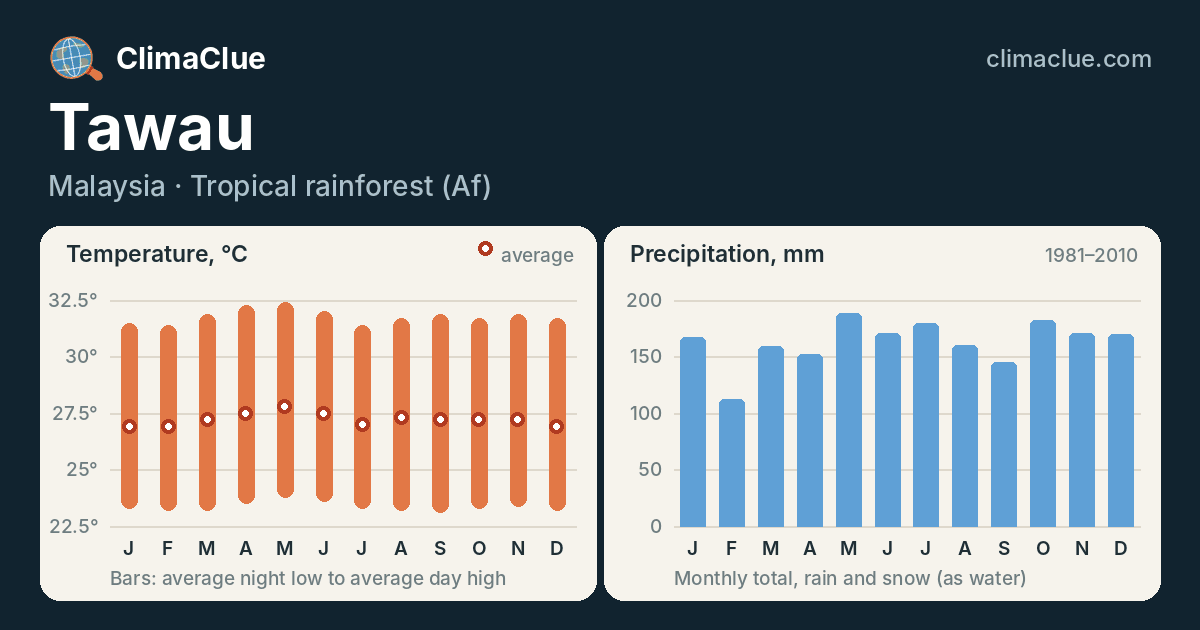 ClimaClue
climaclue.com
Tawau
Malaysia · Tropical rainforest (Af)
Temperature, °C
average
32.5°
30°
27.5°
25°
22.5°
J F M A M J J A S O N D
Bars: average night low to average day high
Precipitation, mm
1981–2010
200
150
100
50
0
J F M A M J J A S O N D
Monthly total, rain and snow (as water)